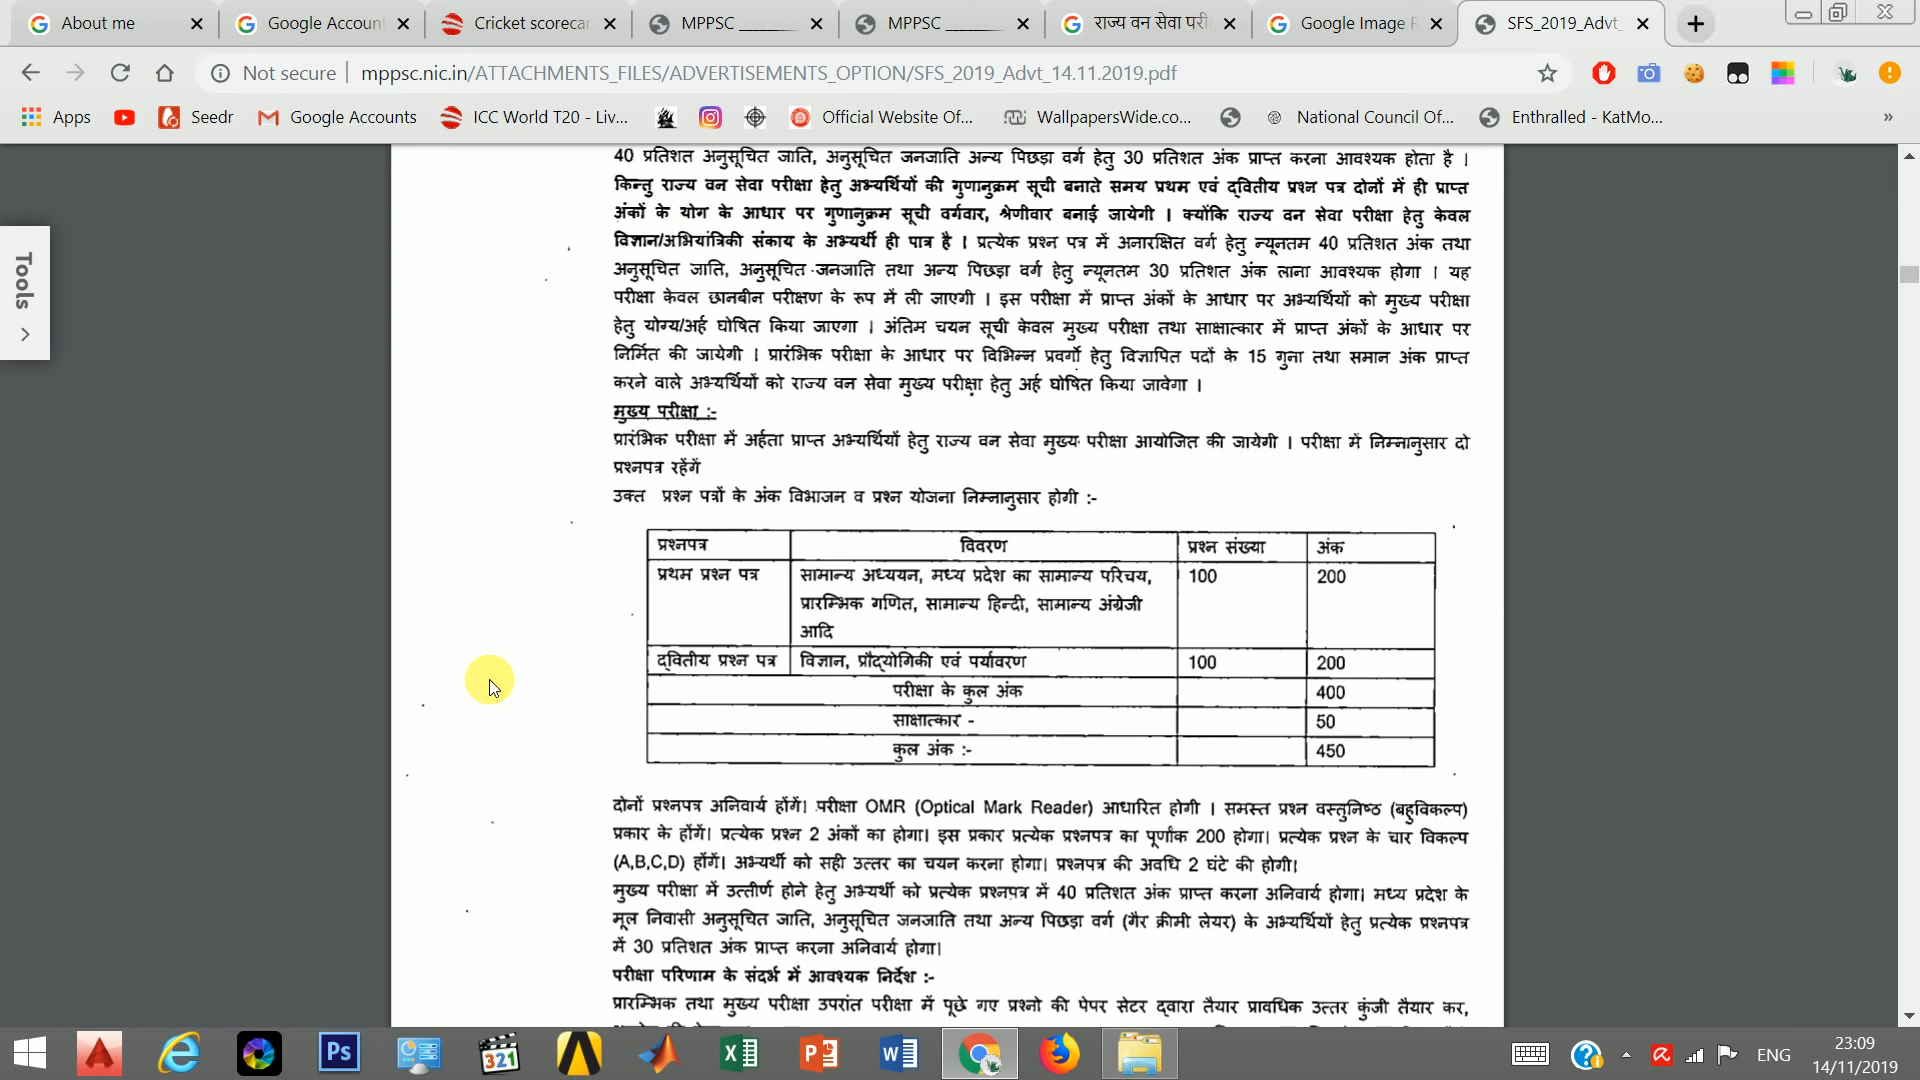 About me
Google Accoun
Cricket scorecar
MPPSC ______
MPPSC ______
राज्य वन सेवा परी
Google Image R
SFS_2019_Advt_
Not secure
mppsc.nic.in/ATTACHMENTS_FILES/ADVERTISEMENTS_OPTION/SFS_2019_Advt_14.11.2019.pdf
Apps
Seedr
Google Accounts
ICC World T20 - Liv...
Official Website Of...
WallpapersWide.co...
National Council Of...
Enthralled - KatMo...
»
Tools
40 प्रतिशत अनुसूचित जाति, अनुसूचित जनजाति अन्य पिछड़ा वर्ग हेतु 30 प्रतिशत अंक प्राप्त करना आवश्यक होता है ।
किन्तु राज्य वन सेवा परीक्षा हेतु अभ्यर्थियों की गुणानुक्रम सूची बनाते समय प्रथम एवं द्वितीय प्रश्न पत्र दोनों में ही प्राप्त
अंकों के योग के आधार पर गुणानुक्रम सूची वर्गवार, श्रेणीवार बनाई जायेगी । क्योंकि राज्य वन सेवा परीक्षा हेतु केवल
विज्ञान/अभियांत्रिकी संकाय के अभ्यर्थी ही पात्र है । प्रत्येक प्रश्न पत्र में अनारक्षित वर्ग हेतु न्यूनतम 40 प्रतिशत अंक तथा
अनुसूचित जाति, अनुसूचित जनजाति तथा अन्य पिछड़ा वर्ग हेतु न्यूनतम 30 प्रतिशत अंक लाना आवश्यक होगा । यह
परीक्षा केवल छानबीन परीक्षण के रूप में ली जाएगी । इस परीक्षा में प्राप्त अंकों के आधार पर अभ्यर्थियों को मुख्य परीक्षा
हेतु योग्य/अर्ह घोषित किया जाएगा । अंतिम चयन सूची केवल मुख्य परीक्षा तथा साक्षात्कार में प्राप्त अंकों के आधार पर
निर्मित की जायेगी । प्रारंभिक परीक्षा के आधार पर विभिन्न प्रवर्गो हेतु विज्ञापित पदों के 15 गुना तथा समान अंक प्राप्त
करने वाले अभ्यर्थियों को राज्य वन सेवा मुख्य परीक्षा हेतु अर्ह घोषित किया जावेगा ।
मुख्य परीक्षा :-
प्रारंभिक परीक्षा में अर्हता प्राप्त अभ्यर्थियों हेतु राज्य वन सेवा मुख्य परीक्षा आयोजित की जायेगी । परीक्षा में निम्नानुसार दो
प्रश्नपत्र रहेंगें
उक्त प्रश्न पत्रों के अंक विभाजन व प्रश्न योजना निम्नानुसार होगी :-
प्रश्नपत्र विवरण प्रश्न संख्या अंक
प्रथम प्रश्न पत्र सामान्य अध्ययन, मध्य प्रदेश का सामान्य परिचय, 100 200
प्रारम्भिक गणित, सामान्य हिन्दी, सामान्य अंग्रेजी
आदि
द्वितीय प्रश्न पत्र विज्ञान, प्रौद्योगिकी एवं पर्यावरण 100 200
परीक्षा के कुल अंक 400
साक्षात्कार - 50
कुल अंक :- 450
दोनों प्रश्नपत्र अनिवार्य होंगें। परीक्षा OMR (Optical Mark Reader) आधारित होगी । समस्त प्रश्न वस्तुनिष्ठ (बहुविकल्प)
प्रकार के होंगें। प्रत्येक प्रश्न 2 अंकों का होगा। इस प्रकार प्रत्येक प्रश्नपत्र का पूर्णांक 200 होगा। प्रत्येक प्रश्न के चार विकल्प
(A,B,C,D) होंगें। अभ्यर्थी को सही उत्तर का चयन करना होगा। प्रश्नपत्र की अवधि 2 घंटे की होगी।
मुख्य परीक्षा में उत्तीर्ण होने हेतु अभ्यर्थी को प्रत्येक प्रश्नपत्र में 40 प्रतिशत अंक प्राप्त करना अनिवार्य होगा। मध्य प्रदेश के
मूल निवासी अनुसूचित जाति, अनुसूचित जनजाति तथा अन्य पिछड़ा वर्ग (गैर क्रीमी लेयर) के अभ्यर्थियों हेतु प्रत्येक प्रश्नपत्र
में 30 प्रतिशत अंक प्राप्त करना अनिवार्य होगा।
परीक्षा परिणाम के संदर्भ में आवश्यक निर्देश :-
प्रारम्भिक तथा मुख्य परीक्षा उपरांत परीक्षा में पूछे गए प्रश्नो की पेपर सेटर द्वारा तैयार प्रावधिक उत्तर कुंजी तैयार कर,
Ps
321
ENG
23:09
14/11/2019